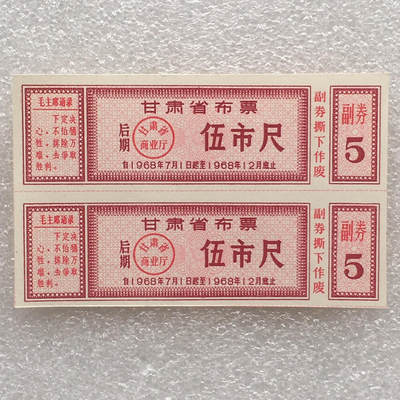 毛主席语录
下定决
心，不怕牺
牲，排除万
难，去争取
胜利。
甘肃省布票
后期
甘肃省
商业厅
伍市尺
自1968年7月1日起至1968年12月底止
副券撕下作废
副券
5
毛主席语录
下定决
心，不怕牺
牲，排除万
难，去争取
胜利。
甘肃省布票
后期
甘肃省
商业厅
伍市尺
自1968年7月1日起至1968年12月底止
副券撕下作废
副券
5